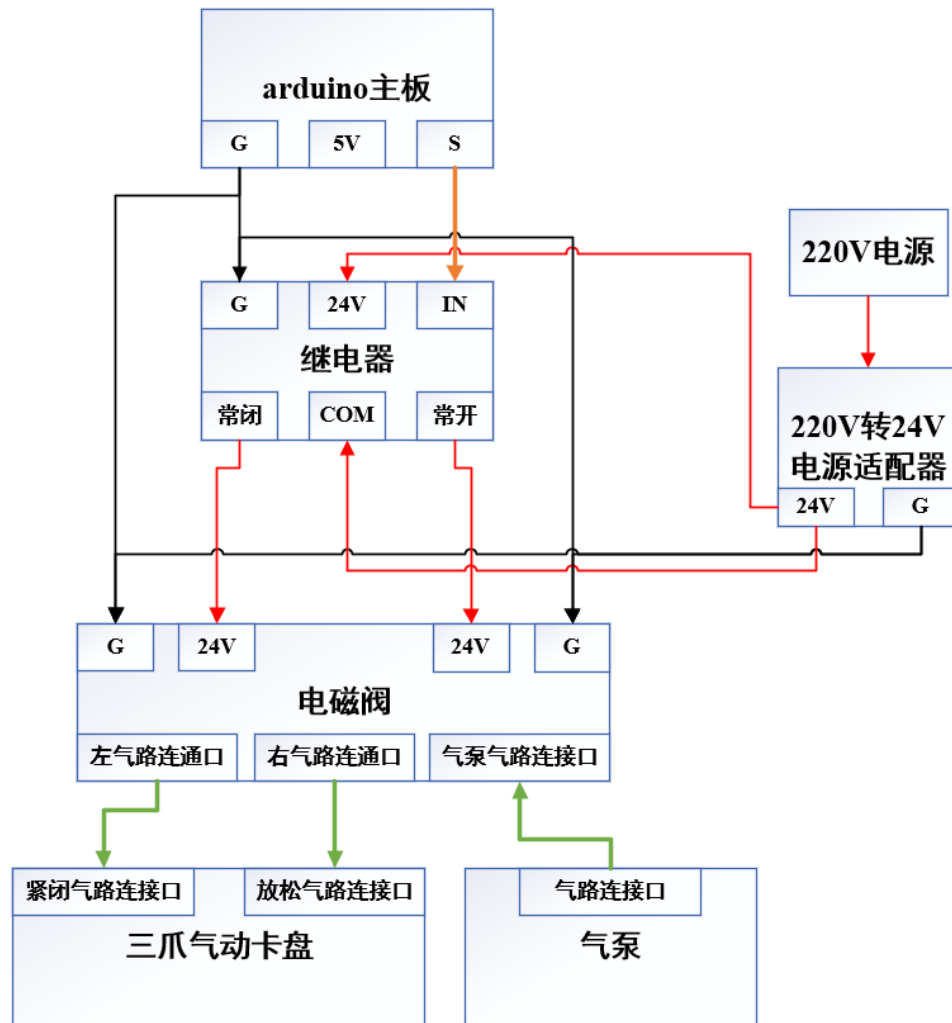 arduino主板
G
5V
S
220V电源
G
24V
IN
继电器
常闭
COM
常开
220V转24V
电源适配器
24V
G
G
24V
24V
G
电磁阀
左气路连通口
右气路连通口
气泵气路连接口
紧闭气路连接口
放松气路连接口
气路连接口
三爪气动卡盘
气泵